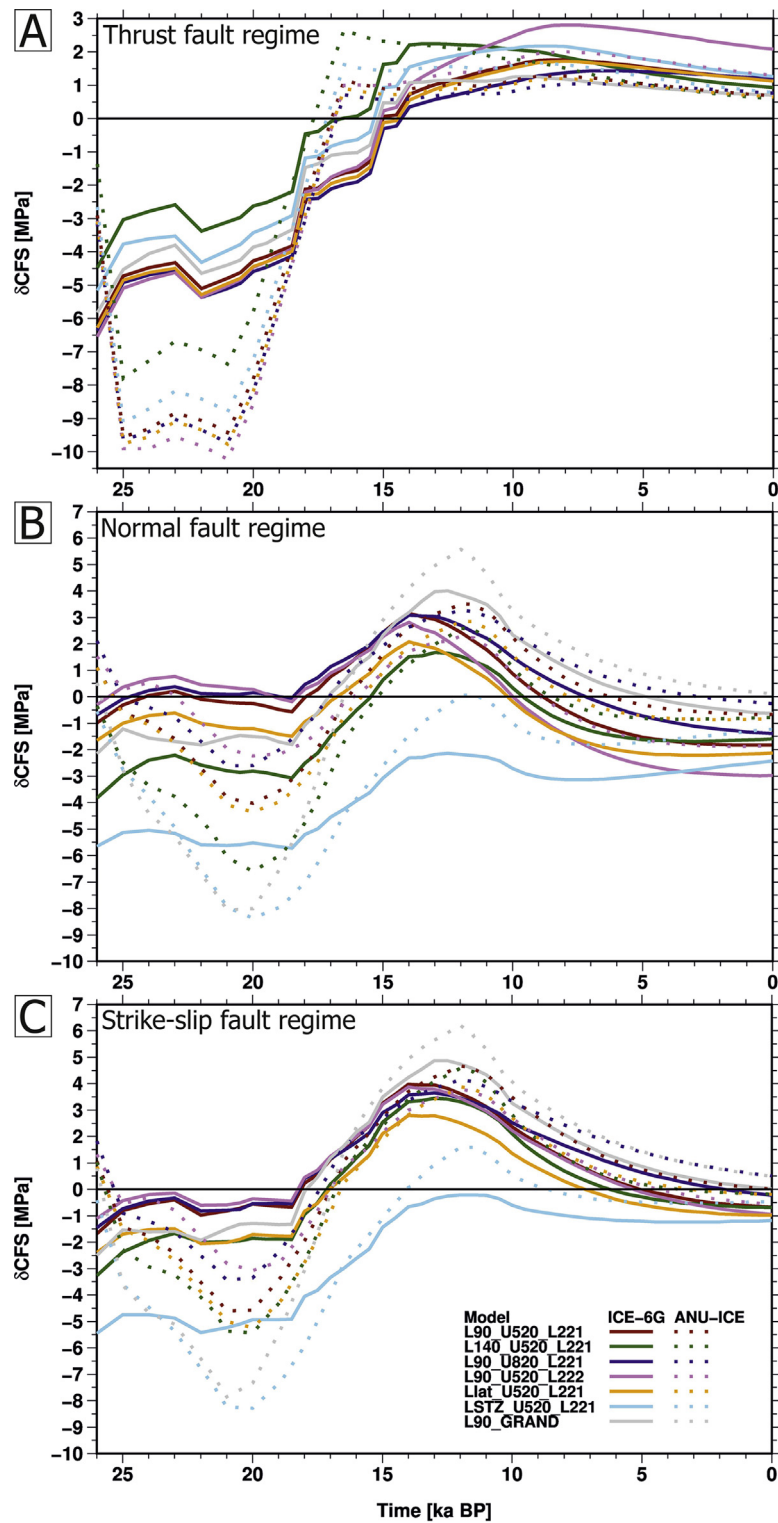 A
Thrust fault regime
3
2
1
0
−1
−2
−3
−4
−5
−6
−7
−8
−9
−10
δCFS [MPa]
25 20 15 10 5 0
B
Normal fault regime
7
6
5
4
3
2
1
0
−1
−2
−3
−4
−5
−6
−7
−8
−9
−10
δCFS [MPa]
25 20 15 10 5 0
C
Strike-slip fault regime
7
6
5
4
3
2
1
0
−1
−2
−3
−4
−5
−6
−7
−8
−9
−10
δCFS [MPa]
Model ICE−6G ANU−ICE
L90_U520_L221
L140_U520_L221
L90_U820_L221
L90_U520_L222
Llat_U520_L221
LSTZ_U520_L221
L90_GRAND
25 20 15 10 5 0
Time [ka BP]